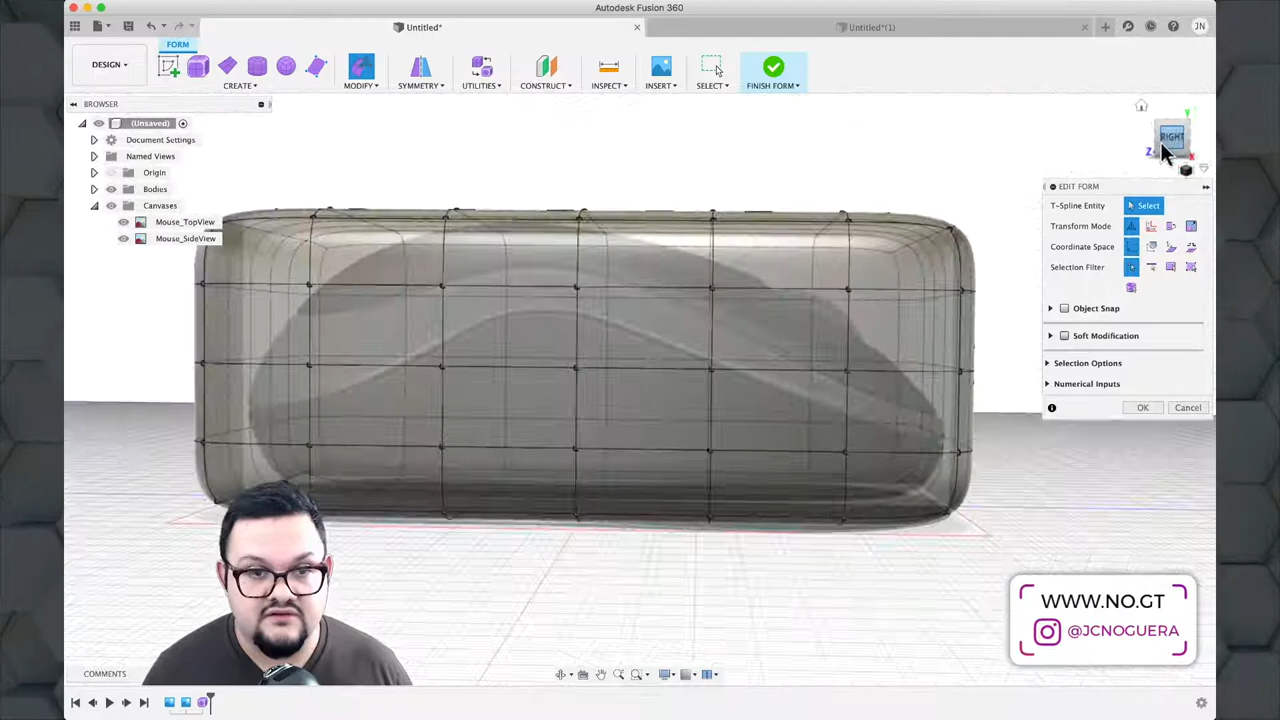 Autodesk Fusion 360
Untitled*
Untitled*(1)
JN
FORM
DESIGN
CREATE
MODIFY
SYMMETRY
UTILITIES
CONSTRUCT
INSPECT
INSERT
SELECT
FINISH FORM
BROWSER
(Unsaved)
Document Settings
Named Views
Origin
Bodies
Canvases
Mouse_TopView
Mouse_SideView
Y
RIGHT
Z
X
EDIT FORM
T-Spline Entity
Select
Transform Mode
Coordinate Space
Selection Filter
Object Snap
Soft Modification
Selection Options
Numerical Inputs
OK
Cancel
WWW.NO.GT
@JCNOGUERA
COMMENTS